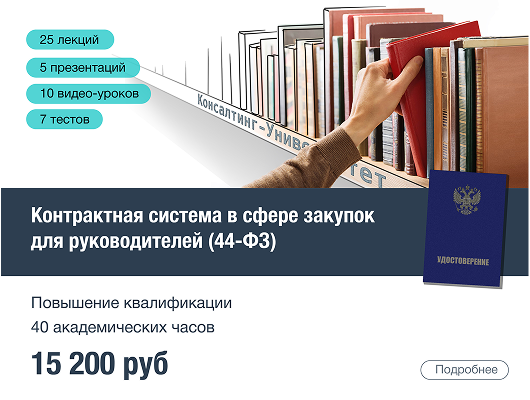 25 лекций
5 презентаций
10 видео-уроков
7 тестов
Консалтинг-Университет
Контрактная система в сфере закупок
для руководителей (44-ФЗ)
УДОСТОВЕРЕНИЕ
Повышение квалификации
40 академических часов
15 200 руб
Подробнее